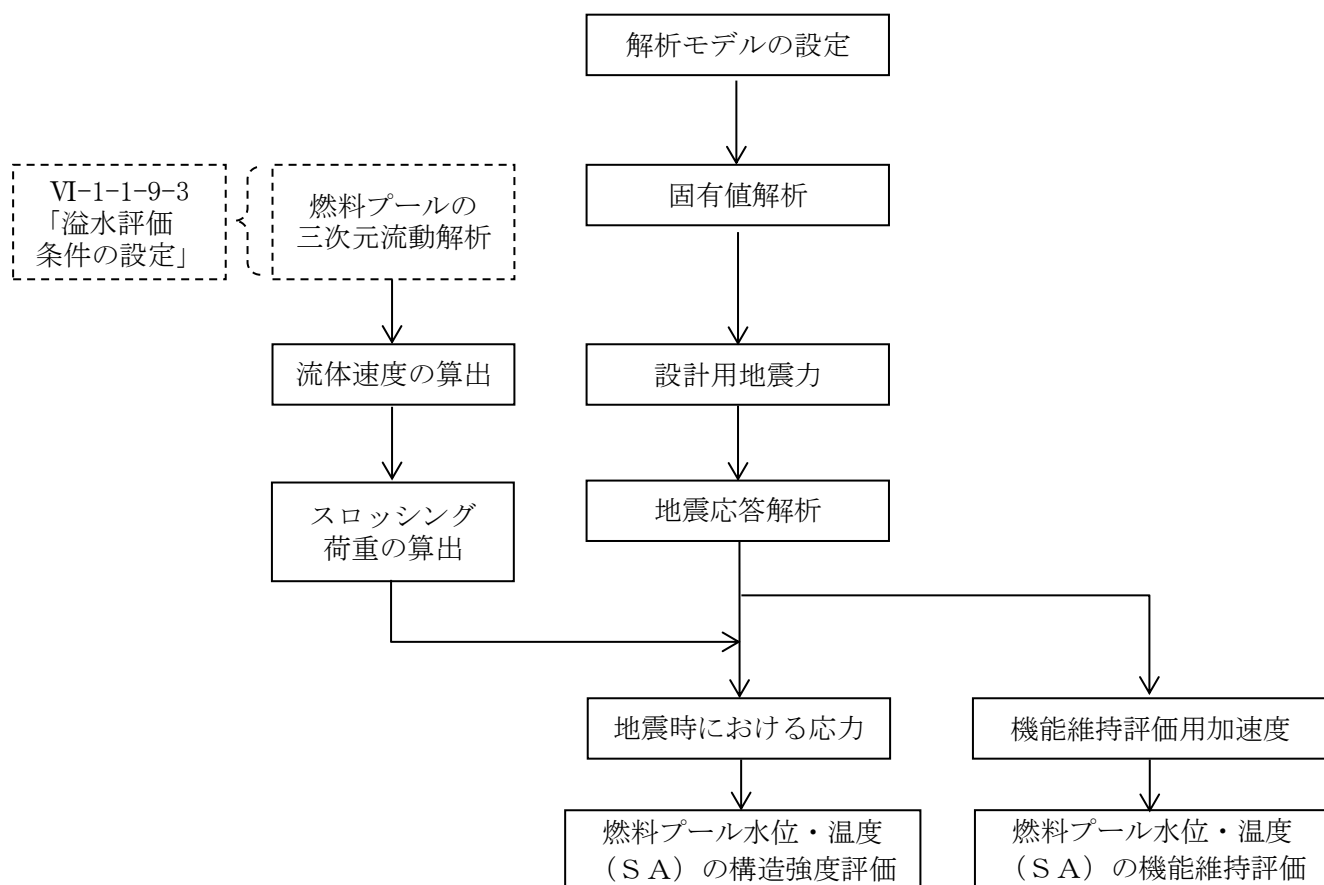 解析モデルの設定
Ⅵ-1-1-9-3
「溢水評価
条件の設定」
燃料プールの
三次元流動解析
固有値解析
流体速度の算出
設計用地震力
スロッシング
荷重の算出
地震応答解析
地震時における応力
機能維持評価用加速度
燃料プール水位・温度
（ＳＡ）の構造強度評価
燃料プール水位・温度
（ＳＡ）の機能維持評価